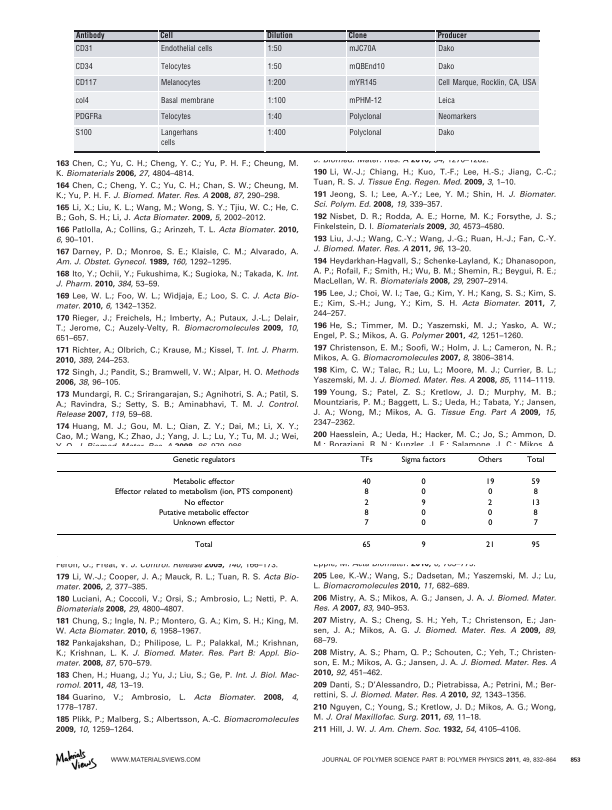 Antibody Cell Dilution Clone Producer
CD31 Endothelial cells 1:50 mJC70A Dako
CD34 Telocytes 1:50 mQBEnd10 Dako
CD117 Melanocytes 1:200 mYR145 Cell Marque, Rocklin, CA, USA
col4 Basal membrane 1:100 mPHM-12 Leica
PDGFRa Telocytes 1:40 Polyclonal Neomarkers
S100 Langerhans 1:400 Polyclonal Dako
cells
163 Chen, C.; Yu, C. H.; Cheng, Y. C.; Yu, P. H. F.; Cheung, M.
K. Biomaterials 2006, 27, 4804–4814.
164 Chen, C.; Cheng, Y. C.; Yu, C. H.; Chan, S. W.; Cheung, M.
K.; Yu, P. H. F. J. Biomed. Mater. Res. A 2008, 87, 290–298.
165 Li, X.; Liu, K. L.; Wang, M.; Wong, S. Y.; Tjiu, W. C.; He, C.
B.; Goh, S. H.; Li, J. Acta Biomater. 2009, 5, 2002–2012.
166 Patlolla, A.; Collins, G.; Arinzeh, T. L. Acta Biomater. 2010,
6, 90–101.
167 Darney, P. D.; Monroe, S. E.; Klaisle, C. M.; Alvarado, A.
Am. J. Obstet. Gynecol. 1989, 160, 1292–1295.
168 Ito, Y.; Ochii, Y.; Fukushima, K.; Sugioka, N.; Takada, K. Int.
J. Pharm. 2010, 384, 53–59.
169 Lee, W. L.; Foo, W. L.; Widjaja, E.; Loo, S. C. J. Acta Bio-
mater. 2010, 6, 1342–1352.
170 Rieger, J.; Freichels, H.; Imberty, A.; Putaux, J.-L.; Delair,
T.; Jerome, C.; Auzely-Velty, R. Biomacromolecules 2009, 10,
651–657.
171 Richter, A.; Olbrich, C.; Krause, M.; Kissel, T. Int. J. Pharm.
2010, 389, 244–253.
172 Singh, J.; Pandit, S.; Bramwell, V. W.; Alpar, H. O. Methods
2006, 38, 96–105.
173 Mundargi, R. C.; Srirangarajan, S.; Agnihotri, S. A.; Patil, S.
A.; Ravindra, S.; Setty, S. B.; Aminabhavi, T. M. J. Control.
Release 2007, 119, 59–68.
174 Huang, M. J.; Gou, M. L.; Qian, Z. Y.; Dai, M.; Li, X. Y.;
Cao, M.; Wang, K.; Zhao, J.; Yang, J. L.; Lu, Y.; Tu, M. J.; Wei,
190 Li, W.-J.; Chiang, H.; Kuo, T.-F.; Lee, H.-S.; Jiang, C.-C.;
Tuan, R. S. J. Tissue Eng. Regen. Med. 2009, 3, 1–10.
191 Jeong, S. I.; Lee, A.-Y.; Lee, Y. M.; Shin, H. J. Biomater.
Sci. Polym. Ed. 2008, 19, 339–357.
192 Nisbet, D. R.; Rodda, A. E.; Horne, M. K.; Forsythe, J. S.;
Finkelstein, D. I. Biomaterials 2009, 30, 4573–4580.
193 Liu, J.-J.; Wang, C.-Y.; Wang, J.-G.; Ruan, H.-J.; Fan, C.-Y.
J. Biomed. Mater. Res. A 2011, 96, 13–20.
194 Heydarkhan-Hagvall, S.; Schenke-Layland, K.; Dhanasopon,
A. P.; Rofail, F.; Smith, H.; Wu, B. M.; Shemin, R.; Beygui, R. E.;
MacLellan, W. R. Biomaterials 2008, 29, 2907–2914.
195 Lee, J.; Choi, W. I.; Tae, G.; Kim, Y. H.; Kang, S. S.; Kim, S.
E.; Kim, S.-H.; Jung, Y.; Kim, S. H. Acta Biomater. 2011, 7,
244–257.
196 He, S.; Timmer, M. D.; Yaszemski, M. J.; Yasko, A. W.;
Engel, P. S.; Mikos, A. G. Polymer 2001, 42, 1251–1260.
197 Christensen, E. M.; Soofi, W.; Holm, J. L.; Cameron, N. R.;
Mikos, A. G. Biomacromolecules 2007, 8, 3806–3814.
198 Kim, C. W.; Talac, R.; Lu, L.; Moore, M. J.; Currier, B. L.;
Yaszemski, M. J. J. Biomed. Mater. Res. A 2008, 85, 1114–1119.
199 Young, S.; Patel, Z. S.; Kretlow, J. D.; Murphy, M. B.;
Mountziaris, P. M.; Baggett, L. S.; Ueda, H.; Tabata, Y.; Jansen,
J. A.; Wong, M.; Mikos, A. G. Tissue Eng. Part A 2009, 15,
2347–2362.
200 Haesslein, A.; Ueda, H.; Hacker, M. C.; Jo, S.; Ammon, D.
Genetic regulators TFs Sigma factors Others Total
Metabolic effector 40 0 19 59
Effector related to metabolism (ion, PTS component) 8 0 0 8
No effector 2 9 2 13
Putative metabolic effector 8 0 0 8
Unknown effector 7 0 0 7
Total 65 9 21 95
179 Li, W.-J.; Cooper, J. A.; Mauck, R. L.; Tuan, R. S. Acta Bio-
mater. 2006, 2, 377–385.
180 Luciani, A.; Coccoli, V.; Orsi, S.; Ambrosio, L.; Netti, P. A.
Biomaterials 2008, 29, 4800–4807.
181 Chung, S.; Ingle, N. P.; Montero, G. A.; Kim, S. H.; King, M.
W. Acta Biomater. 2010, 6, 1958–1967.
182 Pankajakshan, D.; Philipose, L. P.; Palakkal, M.; Krishnan,
K.; Krishnan, L. K. J. Biomed. Mater. Res. Part B: Appl. Bio-
mater. 2008, 87, 570–579.
183 Chen, H.; Huang, J.; Yu, J.; Liu, S.; Ge, P. Int. J. Biol. Mac-
romol. 2011, 48, 13–19.
184 Guarino, V.; Ambrosio, L. Acta Biomater. 2008, 4,
1778–1787.
185 Plikk, P.; Malberg, S.; Albertsson, A.-C. Biomacromolecules
2009, 10, 1259–1264.
205 Lee, K.-W.; Wang, S.; Dadsetan, M.; Yaszemski, M. J.; Lu,
L. Biomacromolecules 2010, 11, 682–689.
206 Mistry, A. S.; Mikos, A. G.; Jansen, J. A. J. Biomed. Mater.
Res. A 2007, 83, 940–953.
207 Mistry, A. S.; Cheng, S. H.; Yeh, T.; Christenson, E.; Jan-
sen, J. A.; Mikos, A. G. J. Biomed. Mater. Res. A 2009, 89,
68–79.
208 Mistry, A. S.; Pham, Q. P.; Schouten, C.; Yeh, T.; Christen-
son, E. M.; Mikos, A. G.; Jansen, J. A. J. Biomed. Mater. Res. A
2010, 92, 451–462.
209 Danti, S.; D'Alessandro, D.; Pietrabissa, A.; Petrini, M.; Ber-
rettini, S. J. Biomed. Mater. Res A 2010, 92, 1343–1356.
210 Nguyen, C.; Young, S.; Kretlow, J. D.; Mikos, A. G.; Wong,
M. J. Oral Maxillofac. Surg. 2011, 69, 11–18.
211 Hill, J. W. J. Am. Chem. Soc. 1932, 54, 4105–4106.
Materials
Views
WWW.MATERIALSVIEWS.COM
JOURNAL OF POLYMER SCIENCE PART B: POLYMER PHYSICS 2011, 49, 832–864 853